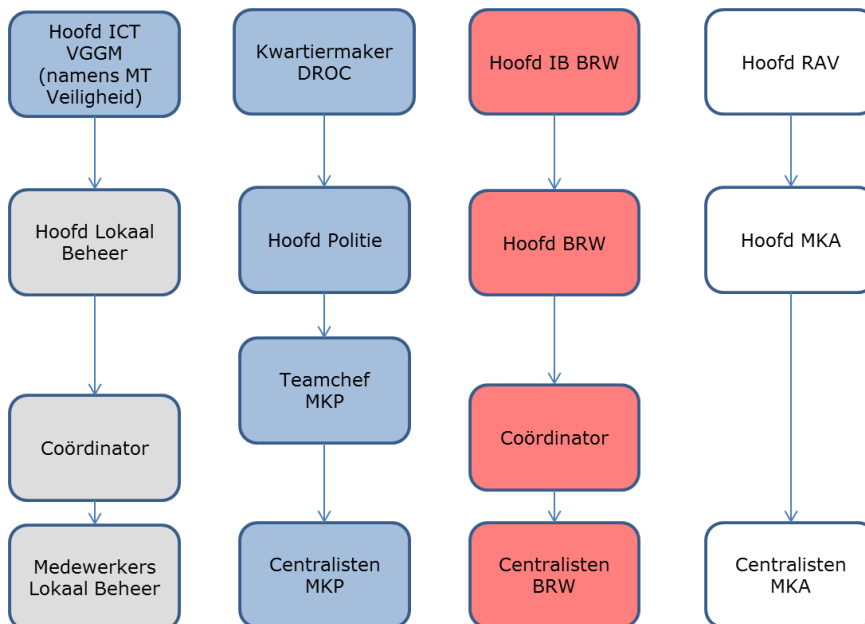 Hoofd ICT
VGGM
(namens MT
Veiligheid)
Kwartiermaker
DROC
Hoofd IB BRW
Hoofd RAV
Hoofd Lokaal
Beheer
Hoofd Politie
Hoofd BRW
Hoofd MKA
Teamchef
MKP
Coördinator
Coördinator
Medewerkers
Lokaal Beheer
Centralisten
MKP
Centralisten
BRW
Centralisten
MKA